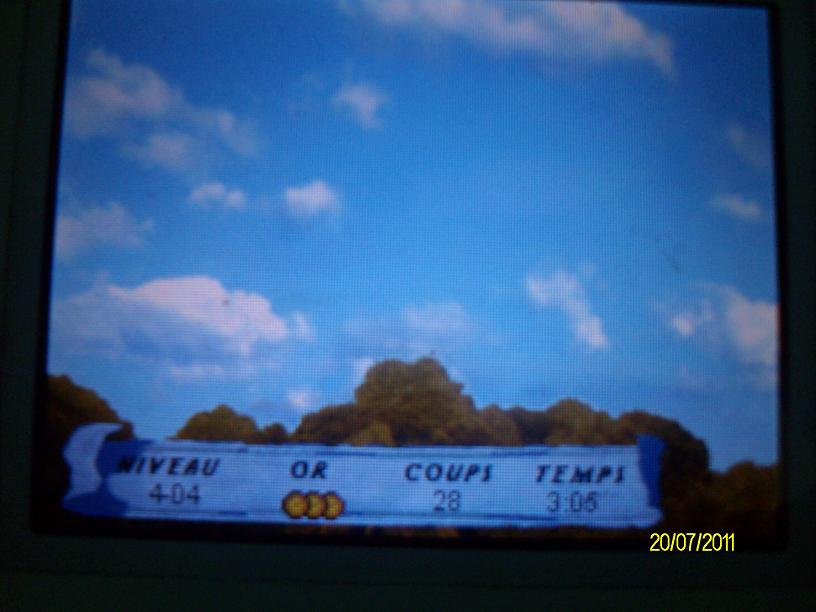 NIVEAU OR COUPS TEMPS
4-04 28 3:06
20/07/2011